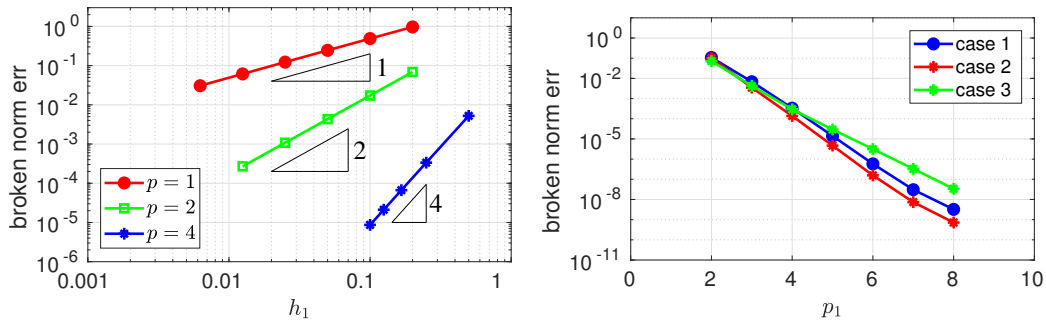 broken norm err
10^0
10^-1
10^-2
10^-3
10^-4
10^-5
10^-6
1
2
4
p = 1
p = 2
p = 4
0.001
0.01
0.1
1
h_1
broken norm err
10^0
10^-2
10^-5
10^-8
10^-11
case 1
case 2
case 3
0
2
4
6
8
10
p_1